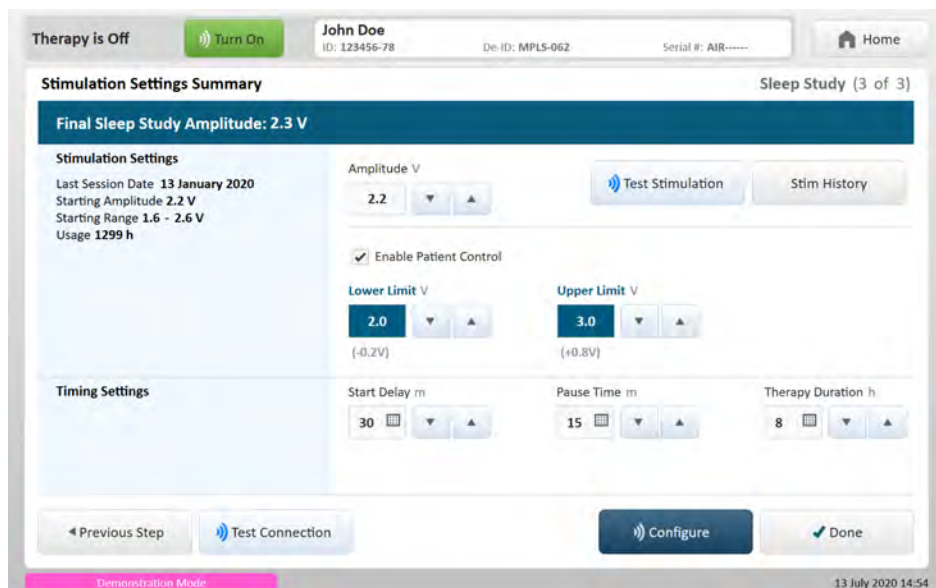 Therapy is Off
Turn On
John Doe
ID: 123456-78 De-ID: MPLS-062 Serial #: AIR------
Home
Stimulation Settings Summary
Sleep Study (3 of 3)
Final Sleep Study Amplitude: 2.3 V
Stimulation Settings
Last Session Date 13 January 2020
Starting Amplitude 2.2 V
Starting Range 1.6 - 2.6 V
Usage 1299 h
Amplitude V
2.2
Test Stimulation
Stim History
Enable Patient Control
Lower Limit V
2.0
(-0.2V)
Upper Limit V
3.0
(+0.8V)
Timing Settings
Start Delay m
30
Pause Time m
15
Therapy Duration h
8
Previous Step
Test Connection
Configure
Done
Demonstration Mode
13 July 2020 14:54